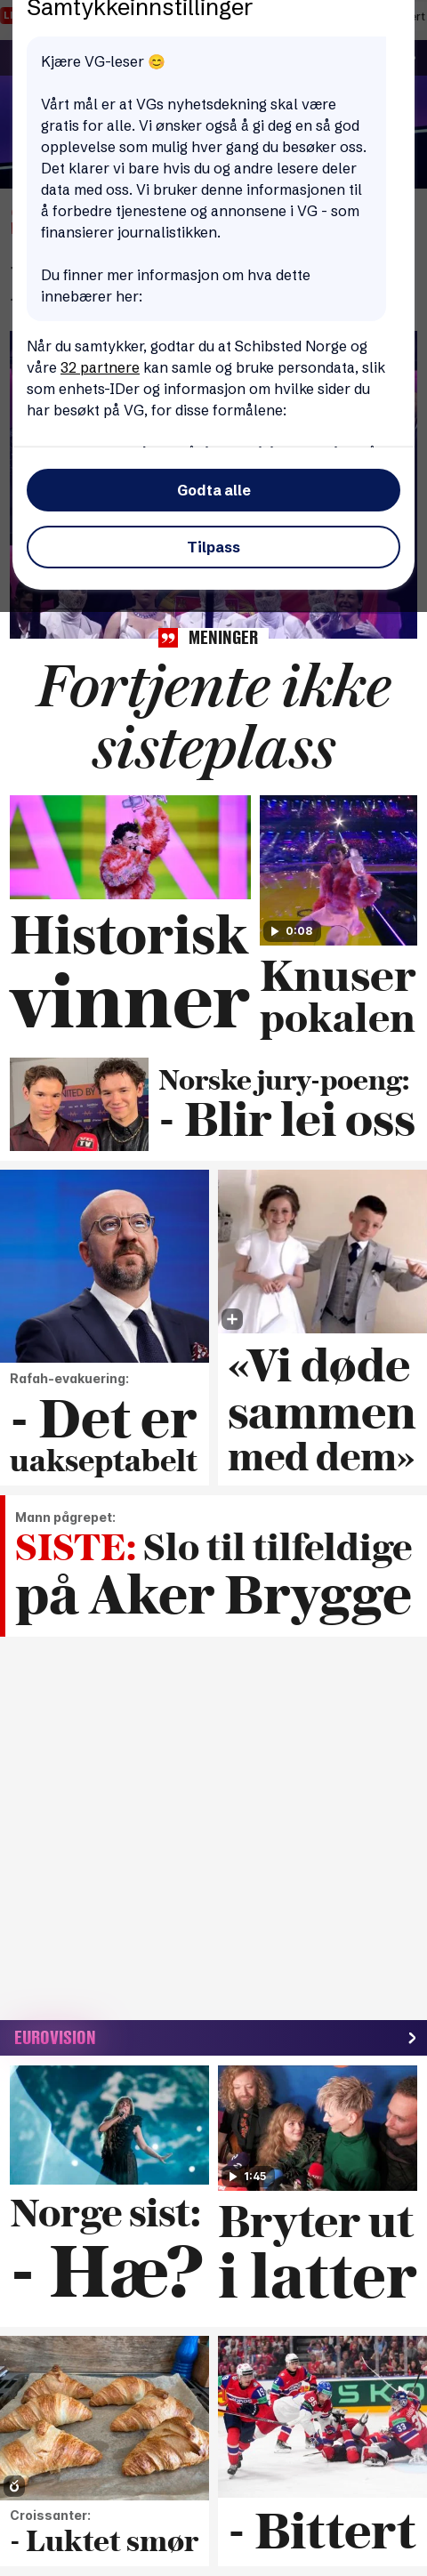 Samtykkeinnstillinger
Kjære VG-leser 😊
Vårt mål er at VGs nyhetsdekning skal være
gratis for alle. Vi ønsker også å gi deg en så god
opplevelse som mulig hver gang du besøker oss.
Det klarer vi bare hvis du og andre lesere deler
data med oss. Vi bruker denne informasjonen til
å forbedre tjenestene og annonsene i VG - som
finansierer journalistikken.
Du finner mer informasjon om hva dette
innebærer her:
Når du samtykker, godtar du at Schibsted Norge og
våre 32 partnere kan samle og bruke persondata, slik
som enhets-IDer og informasjon om hvilke sider du
har besøkt på VG, for disse formålene:
Godta alle
Tilpass
MENINGER
Fortjente ikke
sisteplass
Historisk
vinner
0:08
Knuser
pokalen
Norske jury-poeng:
- Blir lei oss
Rafah-evakuering:
- Det er
uakseptabelt
«Vi døde
sammen
med dem»
Mann pågrepet:
SISTE: Slo til tilfeldige
på Aker Brygge
EUROVISION
Norge sist:
- Hæ?
1:45
Bryter ut
i latter
Croissanter:
- Luktet smør
- Bittert